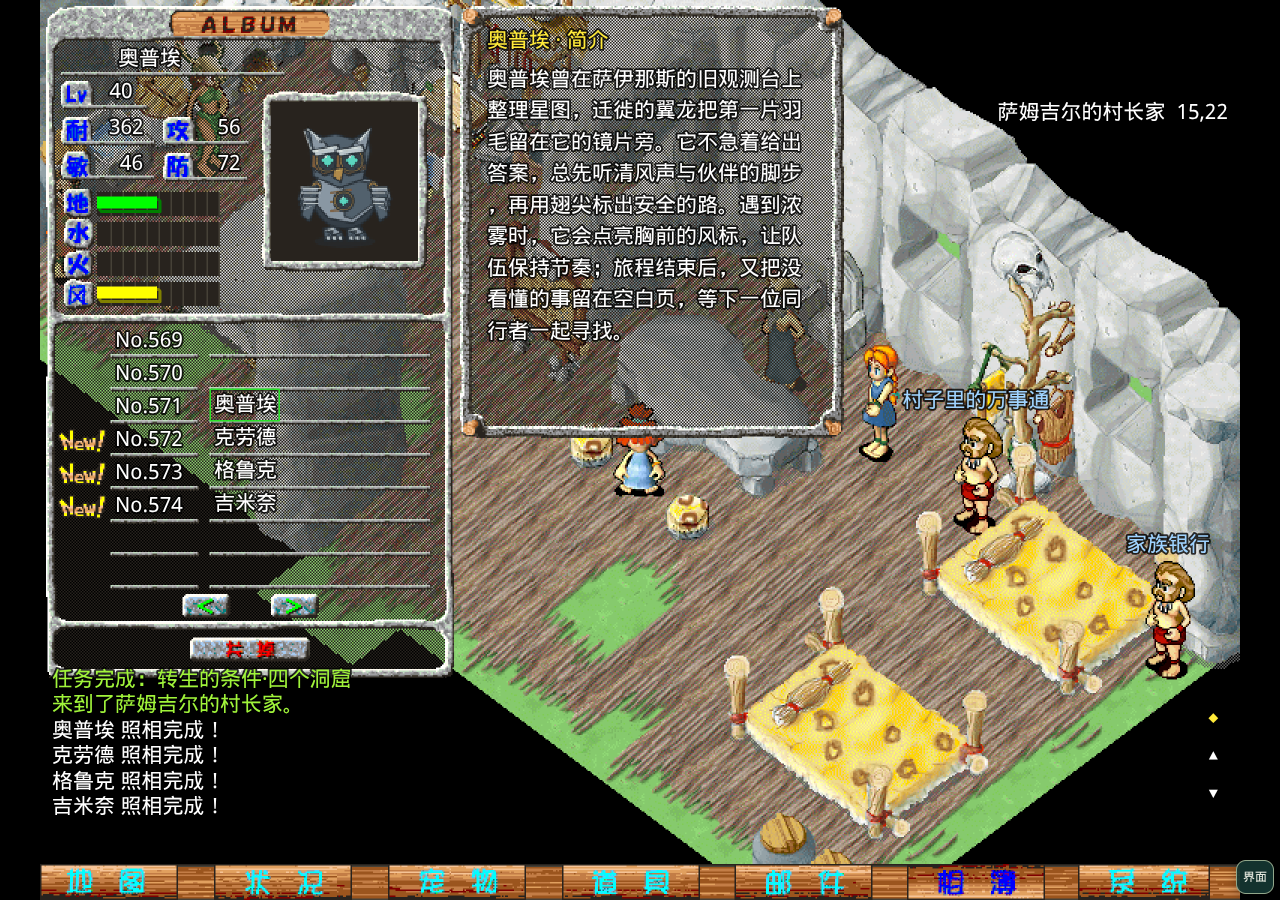 ALBUM
奥普埃
Lv 40
耐 362 攻 56
敏 46 防 72
地
水
火
风
No.569
No.570
No.571 奥普埃
New! No.572 克劳德
New! No.573 格鲁克
New! No.574 吉米奈
< >
关掉
奥普埃·简介
奥普埃曾在萨伊那斯的旧观测台上
整理星图，迁徙的翼龙把第一片羽
毛留在它的镜片旁。它不急着给出
答案，总先听清风声与伙伴的脚步
，再用翅尖标出安全的路。遇到浓
雾时，它会点亮胸前的风标，让队
伍保持节奏；旅程结束后，又把没
看懂的事留在空白页，等下一位同
行者一起寻找。
萨姆吉尔的村长家 15,22
村子里的万事通
家族银行
任务完成：转生的条件·四个洞窟
来到了萨姆吉尔的村长家。
奥普埃 照相完成！
克劳德 照相完成！
格鲁克 照相完成！
吉米奈 照相完成！
地图 状况 宠物 道具 邮件 相簿 系统
界面